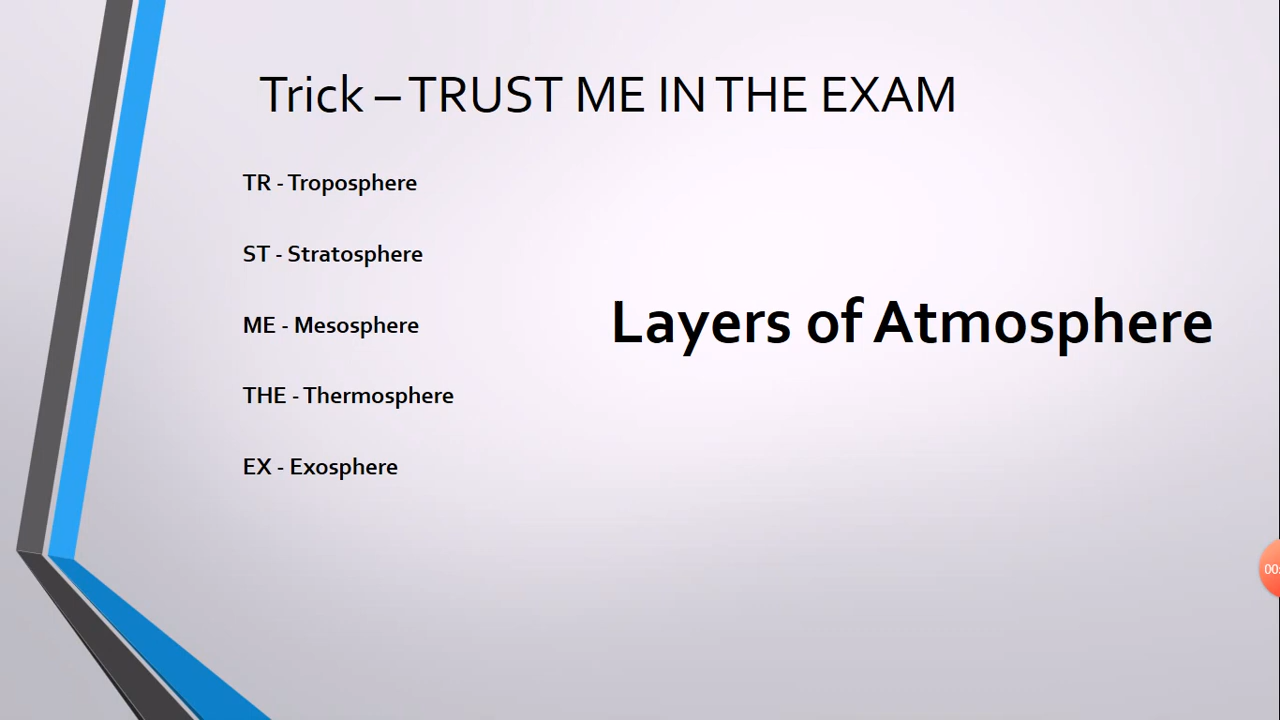 Trick – TRUST ME IN THE EXAM
TR - Troposphere
ST - Stratosphere
ME - Mesosphere
THE - Thermosphere
EX - Exosphere
Layers of Atmosphere
00: